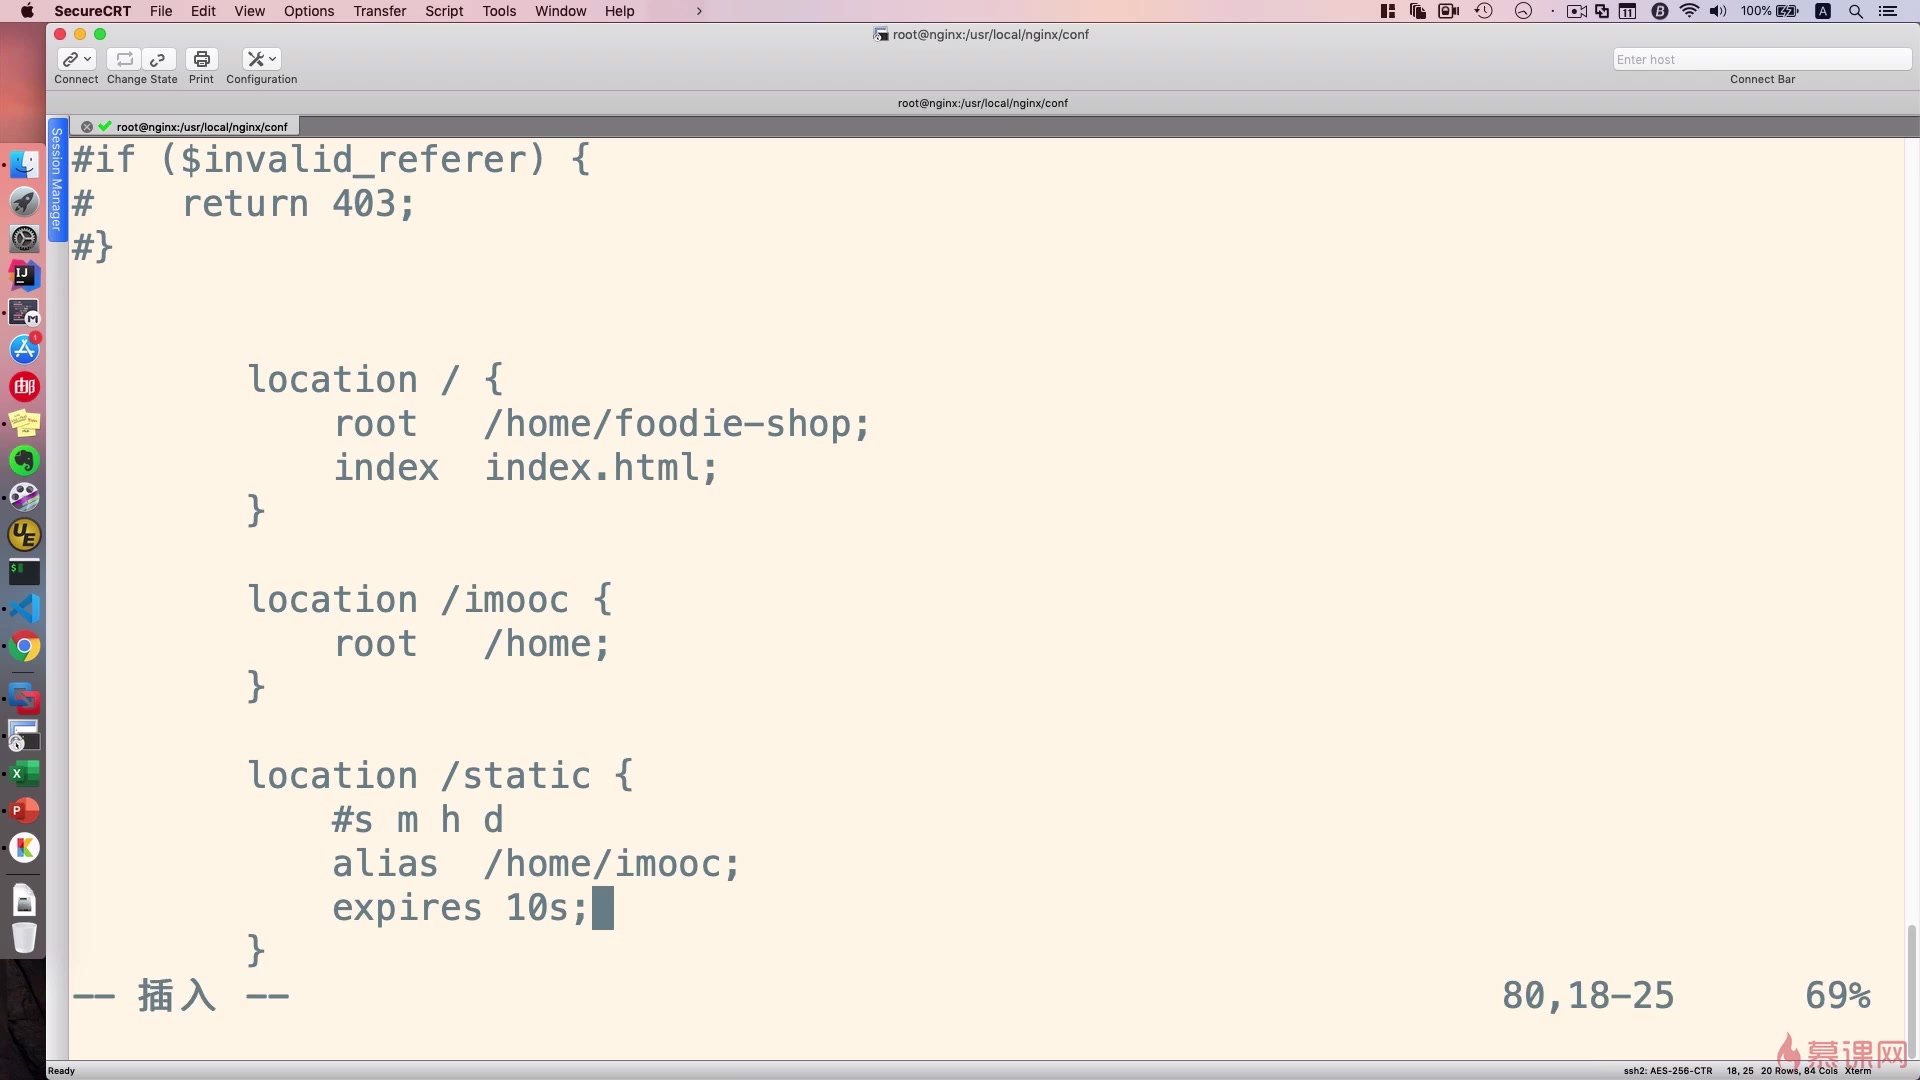 SecureCRT File Edit View Options Transfer Script Tools Window Help 100% A
root@nginx:/usr/local/nginx/conf
Enter host
Connect Change State Print Configuration Connect Bar
root@nginx:/usr/local/nginx/conf
root@nginx:/usr/local/nginx/conf
Session Manager
#if ($invalid_referer) {
#    return 403;
#}
location / {
root   /home/foodie-shop;
index  index.html;
}
location /imooc {
root   /home;
}
location /static {
#s m h d
alias  /home/imooc;
expires 10s;
}
-- 插入 --
80,18-25
69%
慕课网
Ready
ssh2: AES-256-CTR 18, 25 20 Rows, 84 Cols Xterm